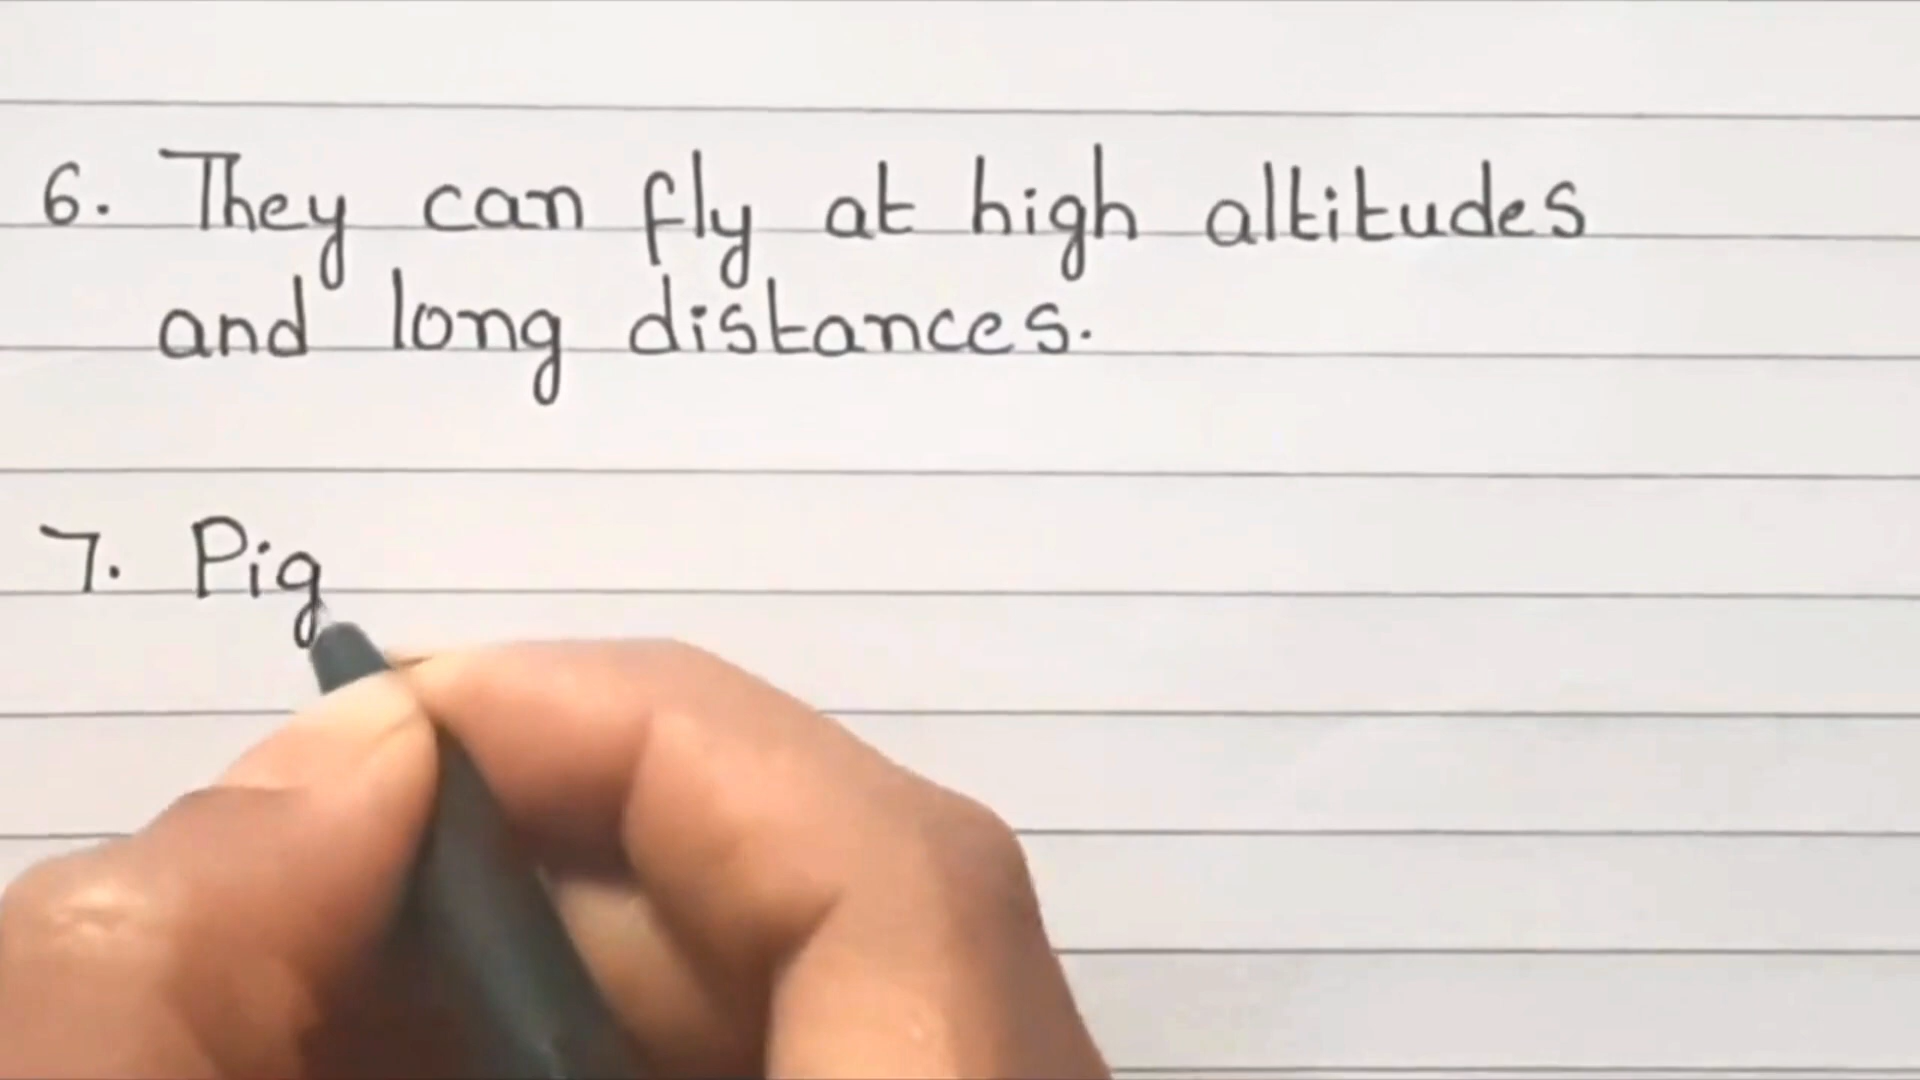 6. They can fly at high altitudes
and long distances.
7. Pig